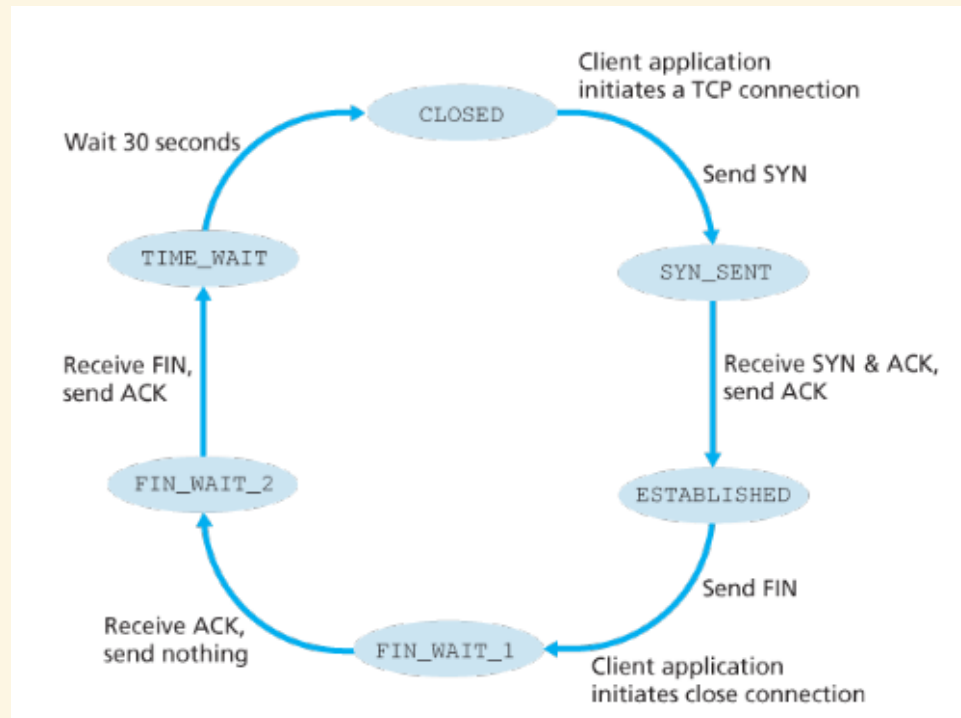 Client application
initiates a TCP connection
CLOSED
Wait 30 seconds
Send SYN
TIME_WAIT
SYN_SENT
Receive FIN,
send ACK
Receive SYN & ACK,
send ACK
FIN_WAIT_2
ESTABLISHED
Send FIN
Receive ACK,
send nothing
FIN_WAIT_1
Client application
initiates close connection